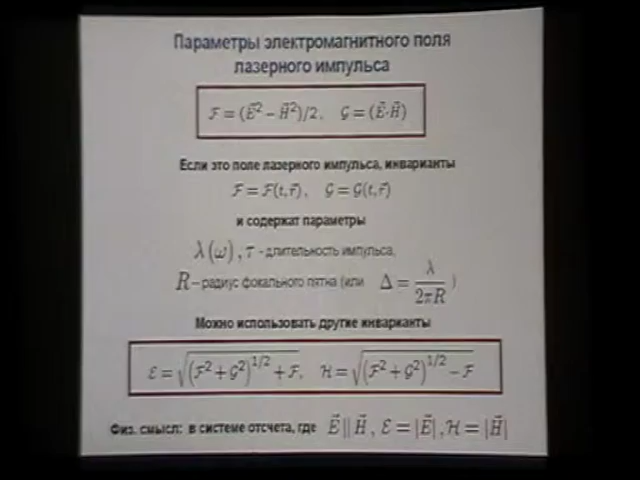 Параметры электромагнитного поля
лазерного импульса
ℱ = (E⃗² − H⃗²)/2,   𝒢 = (E⃗·H⃗)
Если это поле лазерного импульса, инварианты
ℱ = ℱ(t, r⃗),   𝒢 = 𝒢(t, r⃗)
и содержат параметры
λ(ω), τ - длительность импульса,
R – радиус фокального пятна (или   Δ = λ/2πR )
Можно использовать другие инварианты
ℰ = √((ℱ² + 𝒢²)^1/2 + ℱ),   ℋ = √((ℱ² + 𝒢²)^1/2 − ℱ)
Физ. смысл: в системе отсчета, где   E⃗ || H⃗, ℰ = |E⃗|, ℋ = |H⃗|